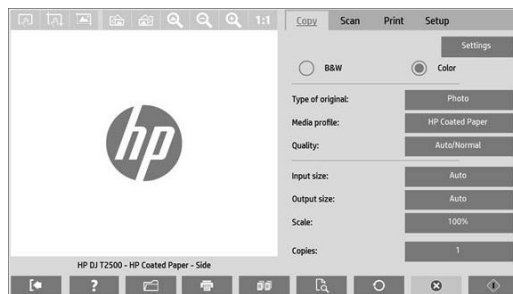 1:1
Copy
Scan
Print
Setup
Settings
B&W
Color
Type of original:
Photo
Media profile:
HP Coated Paper
Quality:
Auto/Normal
Input size:
Auto
Output size:
Auto
Scale:
100%
Copies:
1
hp
HP DJ T2500 - HP Coated Paper - Side
?